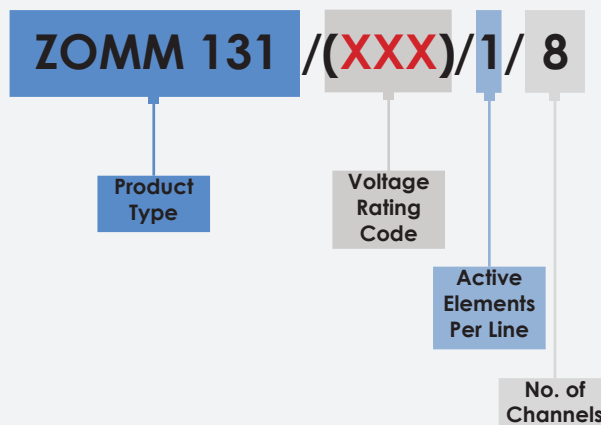 ZOMM 131 /(XXX)/1/ 8
Product
Type
Voltage
Rating
Code
Active
Elements
Per Line
No. of
Channels